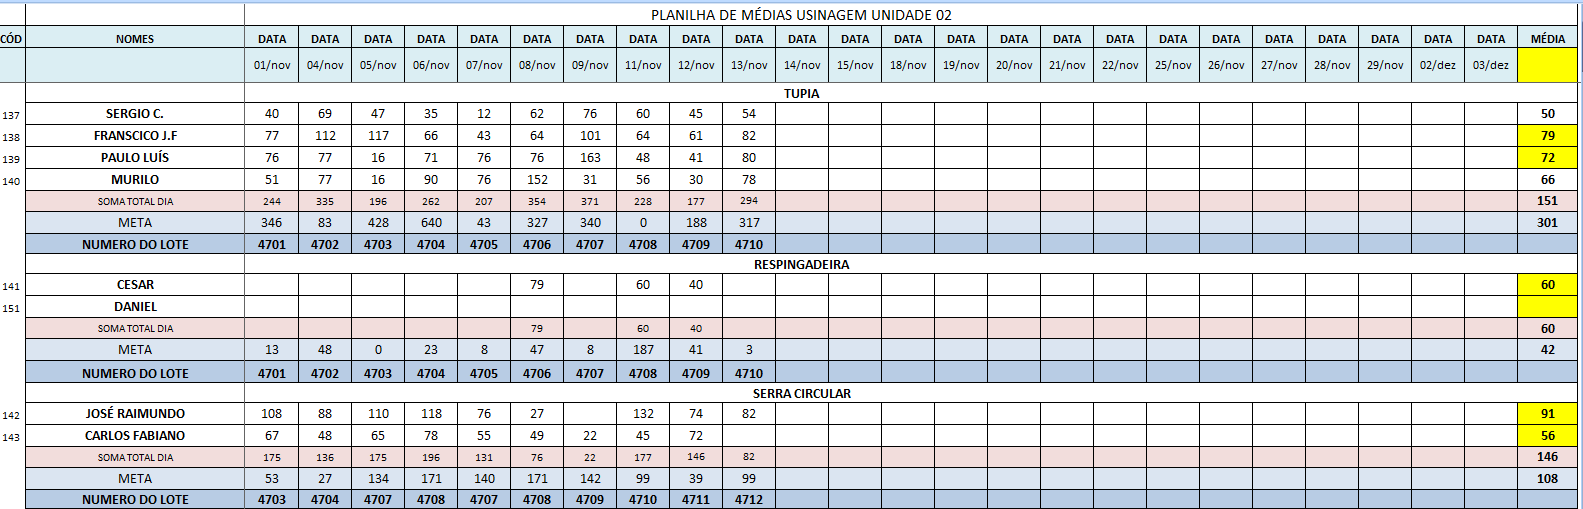 PLANILHA DE MÉDIAS USINAGEM UNIDADE 02
CÓD NOMES DATA DATA DATA DATA DATA DATA DATA DATA DATA DATA DATA DATA DATA DATA DATA DATA DATA DATA DATA DATA DATA DATA DATA DATA MÉDIA
01/nov 04/nov 05/nov 06/nov 07/nov 08/nov 09/nov 11/nov 12/nov 13/nov 14/nov 15/nov 18/nov 19/nov 20/nov 21/nov 22/nov 25/nov 26/nov 27/nov 28/nov 29/nov 02/dez 03/dez
TUPIA
137 SERGIO C. 40 69 47 35 12 62 76 60 45 54 50
138 FRANSCICO J.F 77 112 117 66 43 64 101 64 61 82 79
139 PAULO LUÍS 76 77 16 71 76 76 163 48 41 80 72
140 MURILO 51 77 16 90 76 152 31 56 30 78 66
SOMA TOTAL DIA 244 335 196 262 207 354 371 228 177 294 151
META 346 83 428 640 43 327 340 0 188 317 301
NUMERO DO LOTE 4701 4702 4703 4704 4705 4706 4707 4708 4709 4710
RESPINGADEIRA
141 CESAR 79 60 40 60
151 DANIEL
SOMA TOTAL DIA 79 60 40 60
META 13 48 0 23 8 47 8 187 41 3 42
NUMERO DO LOTE 4701 4702 4703 4704 4705 4706 4707 4708 4709 4710
SERRA CIRCULAR
142 JOSÉ RAIMUNDO 108 88 110 118 76 27 132 74 82 91
143 CARLOS FABIANO 67 48 65 78 55 49 22 45 72 56
SOMA TOTAL DIA 175 136 175 196 131 76 22 177 146 82 146
META 53 27 134 171 140 171 142 99 39 99 108
NUMERO DO LOTE 4703 4704 4707 4708 4707 4708 4709 4710 4711 4712